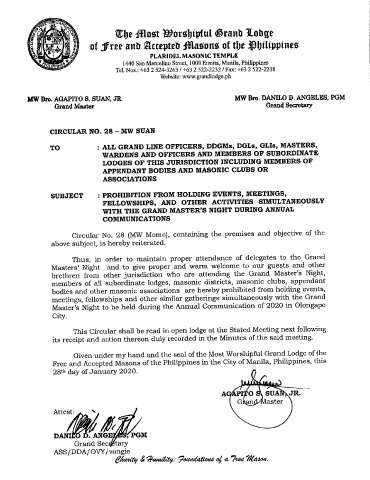 The Most Worshipful Grand Lodge
of Free and Accepted Masons of the Philippines
PLARIDEL MASONIC TEMPLE
1440 San Marcelino Street, 1000 Ermita, Manila, Philippines
Tel. Nos.: +63 2 524-3263 / +63 2 522-2232 / Fax: +63 2 522-2218
Website: www.grandlodge.ph
MW Bro. AGAPITO S. SUAN, JR.
Grand Master
MW Bro. DANILO D. ANGELES, PGM
Grand Secretary
CIRCULAR NO. 28 – MW SUAN
TO : ALL GRAND LINE OFFICERS, DDGMs, DGLs, GLIs, MASTERS,
WARDENS AND OFFICERS AND MEMBERS OF SUBORDINATE
LODGES OF THIS JURISDICTION INCLUDING MEMBERS OF
APPENDANT BODIES AND MASONIC CLUBS OR
ASSOCIATIONS
SUBJECT : PROHIBITION FROM HOLDING EVENTS, MEETINGS,
FELLOWSHIPS, AND OTHER ACTIVITIES SIMULTANEOUSLY
WITH THE GRAND MASTER'S NIGHT DURING ANNUAL
COMMUNICATIONS
Circular No. 28 (MW Momo), containing the premises and objective of the
above subject, is hereby reiterated.
Thus, in order to maintain proper attendance of delegates to the Grand
Masters' Night and to give proper and warm welcome to our guests and other
brethren from other jurisdiction who are attending the Grand Master's Night,
members of all subordinate lodges, masonic districts, masonic clubs, appendant
bodies and other masonic associations are hereby prohibited from holding events,
meetings, fellowships and other similar gatherings simultaneously with the Grand
Master's Night to be held during the Annual Communication of 2020 in Olongapo
City.
This Circular shall be read in open lodge at the Stated Meeting next following
its receipt and action thereon duly recorded in the Minutes of the said meeting.
Given under my hand and the seal of the Most Worshipful Grand Lodge of the
Free and Accepted Masons of the Philippines in the City of Manila, Philippines, this
28th day of January 2020.
AGAPITO S. SUAN, JR.
Grand Master
Attest:
DANILO D. ANGELES, PGM
Grand Secretary
ASS/DDA/OVY/vangie
Charity & Humility: Foundations of a True Mason.